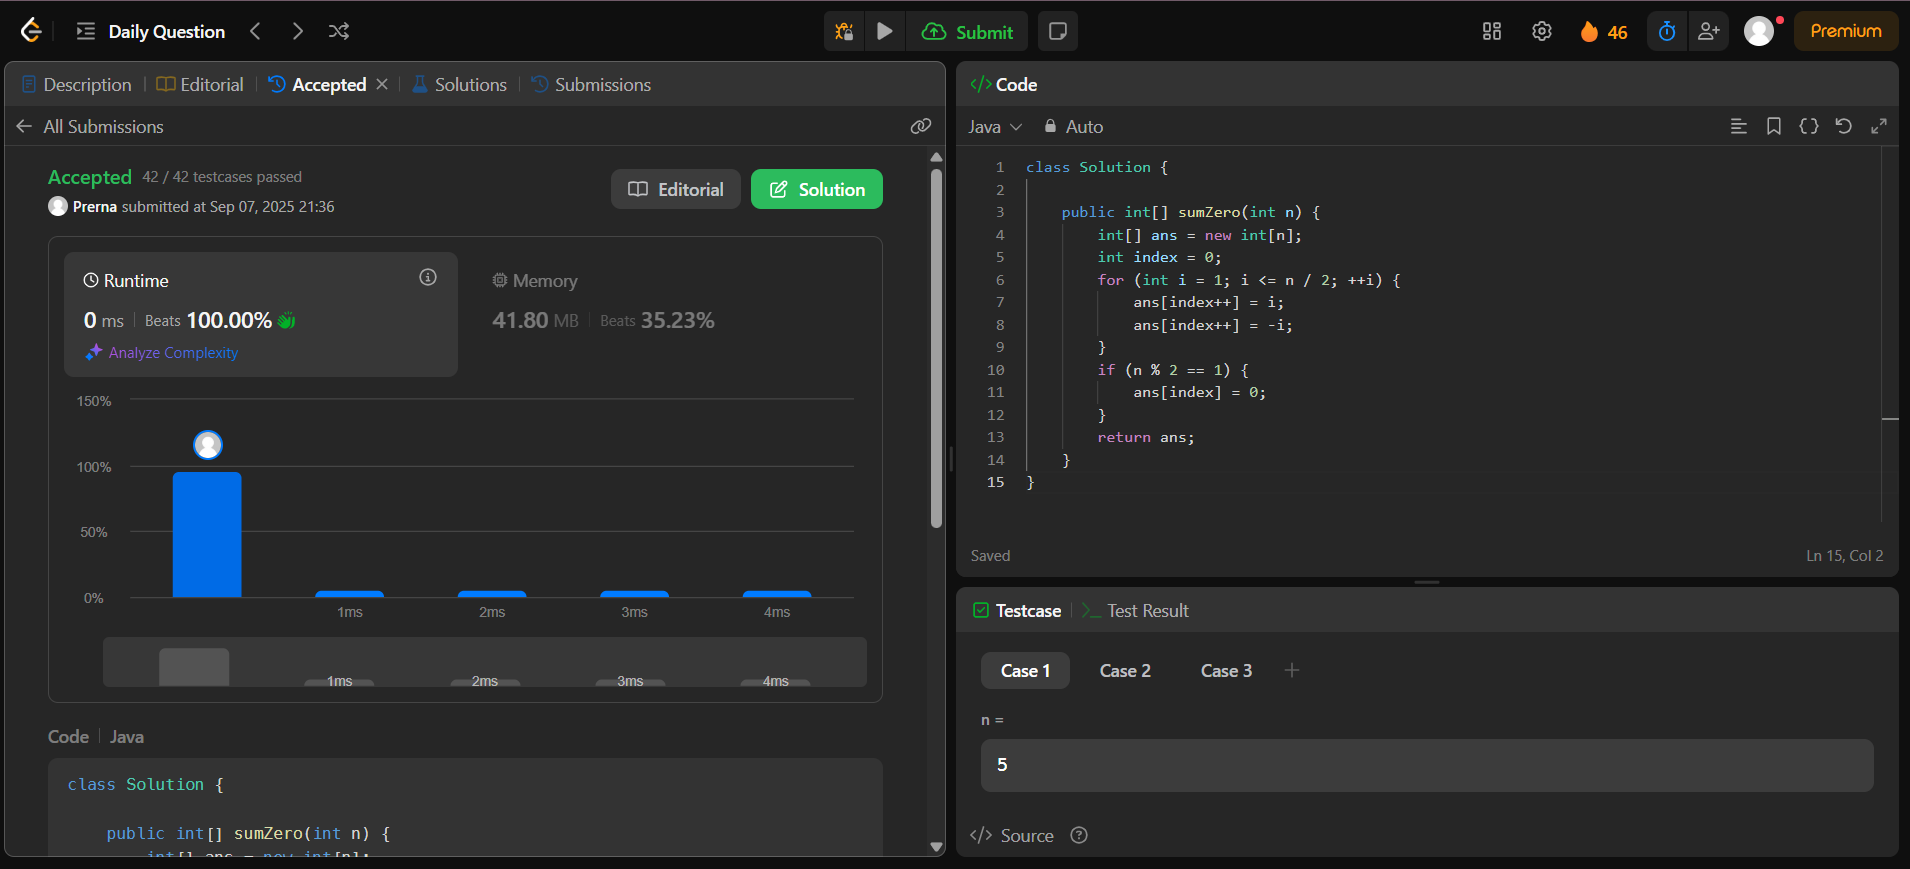 Daily Question
Submit
46
Premium
Description
Editorial
Accepted
Solutions
Submissions
All Submissions
Accepted 42 / 42 testcases passed
Prerna submitted at Sep 07, 2025 21:36
Editorial
Solution
Runtime
0 ms Beats 100.00%
Analyze Complexity
Memory
41.80 MB Beats 35.23%
150%
100%
50%
0%
1ms 2ms 3ms 4ms
1ms 2ms 3ms 4ms
Code Java
class Solution {
public int[] sumZero(int n) {
int[] ans = new int[n];
</> Code
Java Auto
1 class Solution {
2
3 public int[] sumZero(int n) {
4 int[] ans = new int[n];
5 int index = 0;
6 for (int i = 1; i <= n / 2; ++i) {
7 ans[index++] = i;
8 ans[index++] = -i;
9 }
10 if (n % 2 == 1) {
11 ans[index] = 0;
12 }
13 return ans;
14 }
15 }
Saved
Ln 15, Col 2
Testcase
>_ Test Result
Case 1 Case 2 Case 3 +
n =
5
</> Source ?